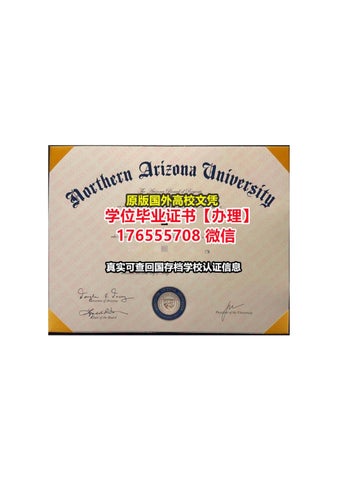 Northern Arizona University
原版国外高校文凭
学位毕业证书【办理】
176555708 微信
真实可查回国存档学校认证信息